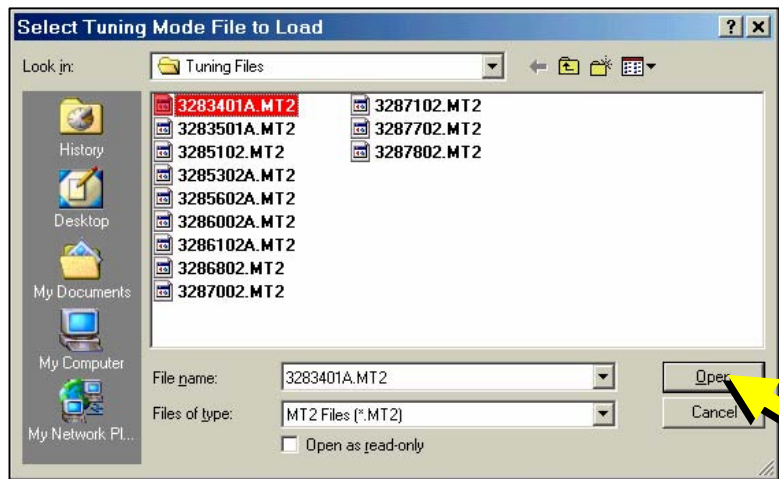 Select Tuning Mode File to Load
Look in:
Tuning Files
History
Desktop
My Documents
My Computer
My Network Pl...
3283401A.MT2
3283501A.MT2
3285102.MT2
3285302A.MT2
3285602A.MT2
3286002A.MT2
3286102A.MT2
3286802.MT2
3287002.MT2
3287102.MT2
3287702.MT2
3287802.MT2
File name:
3283401A.MT2
Open
Files of type:
MT2 Files (*.MT2)
Cancel
Open as read-only